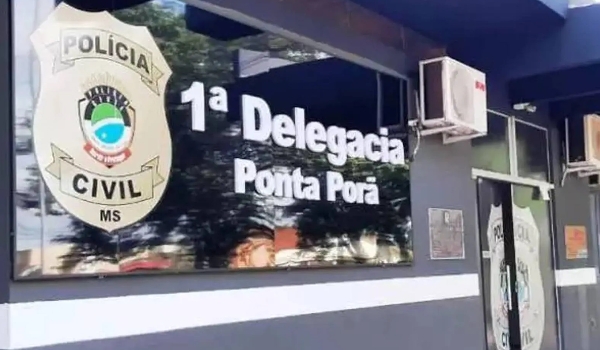 POLÍCIA
CIVIL
MS
1ª Delegacia
Ponta Porã